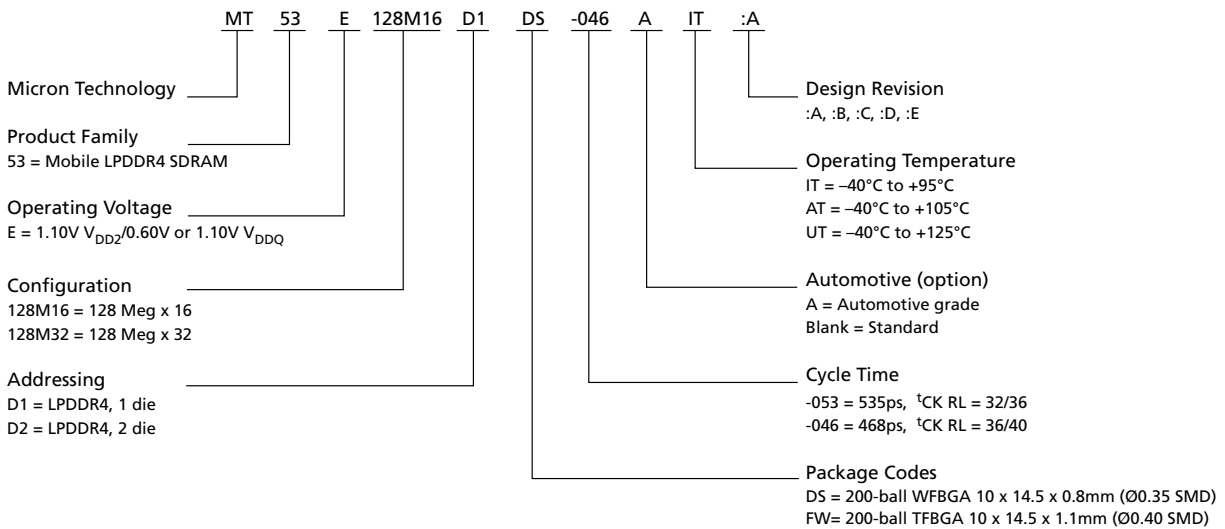 MT 53 E 128M16 D1 DS -046 A IT :A
Micron Technology
Product Family
53 = Mobile LPDDR4 SDRAM
Operating Voltage
E = 1.10V VDD2/0.60V or 1.10V VDDQ
Configuration
128M16 = 128 Meg x 16
128M32 = 128 Meg x 32
Addressing
D1 = LPDDR4, 1 die
D2 = LPDDR4, 2 die
Design Revision
:A, :B, :C, :D, :E
Operating Temperature
IT = –40°C to +95°C
AT = –40°C to +105°C
UT = –40°C to +125°C
Automotive (option)
A = Automotive grade
Blank = Standard
Cycle Time
-053 = 535ps, tCK RL = 32/36
-046 = 468ps, tCK RL = 36/40
Package Codes
DS = 200-ball WFBGA 10 x 14.5 x 0.8mm (Ø0.35 SMD)
FW= 200-ball TFBGA 10 x 14.5 x 1.1mm (Ø0.40 SMD)